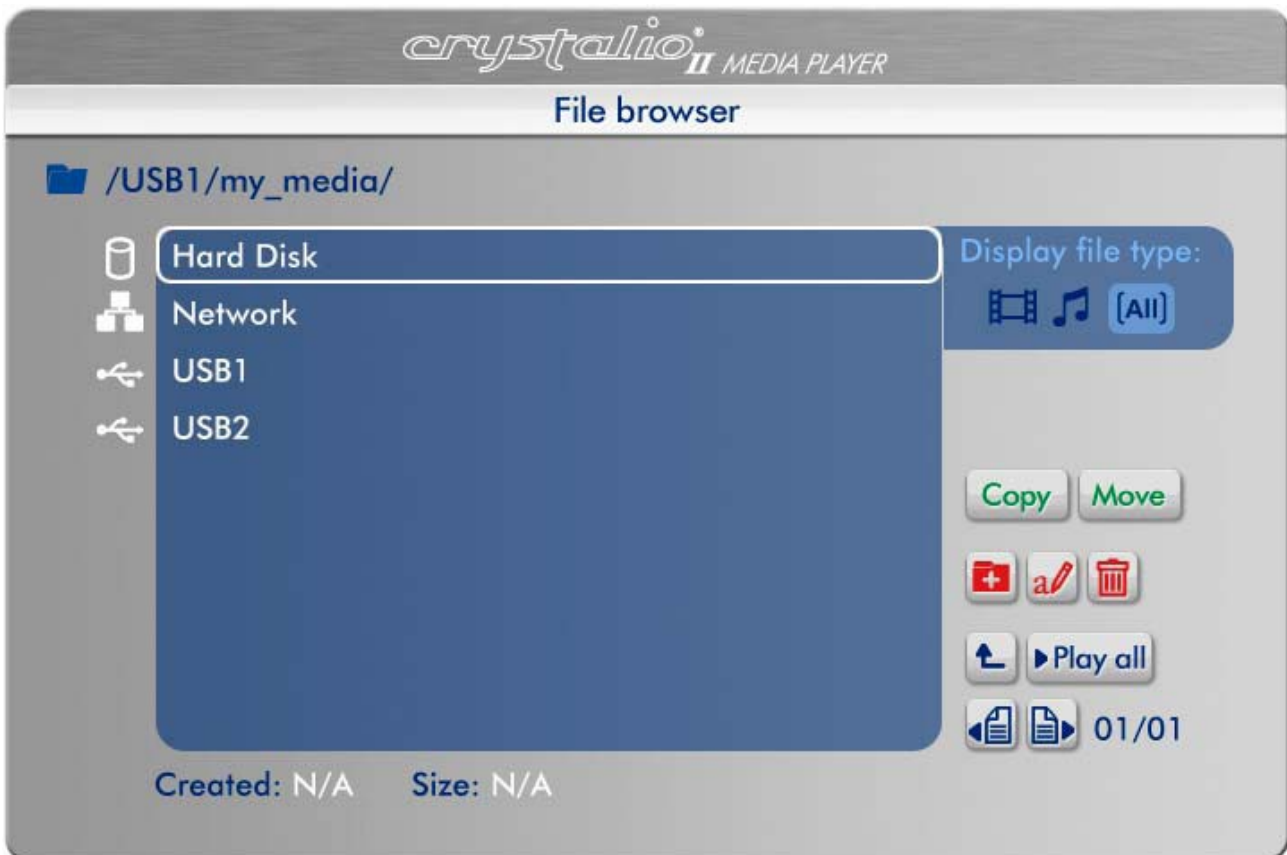 crystalio® II MEDIA PLAYER
File browser
/USB1/my_media/
Hard Disk
Network
USB1
USB2
Display file type:
[All]
Copy Move
a
Play all
01/01
Created: N/A Size: N/A